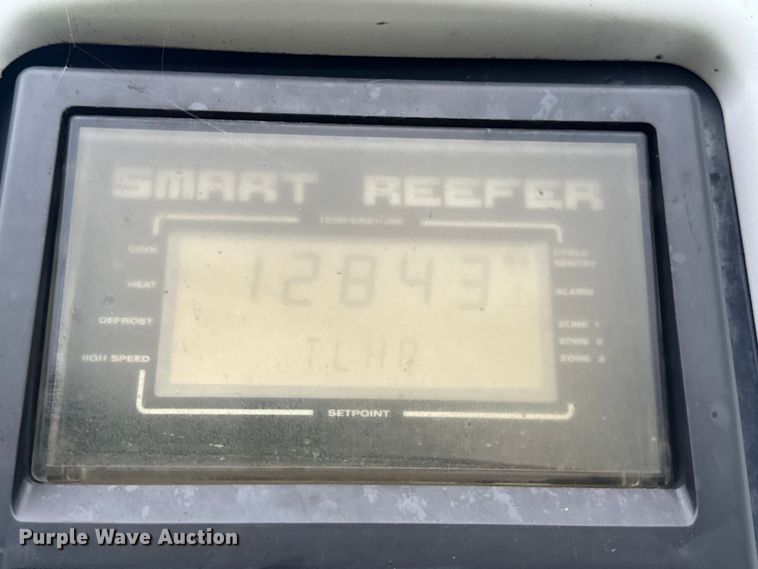 SMART REEFER
TEMPERATURE
COOL
HEAT
DEFROST
HIGH SPEED
12843
TLHR
CYCLE
SENTRY
ALARM
ZONE 1
ZONE 2
ZONE 3
SETPOINT
Purple Wave Auction